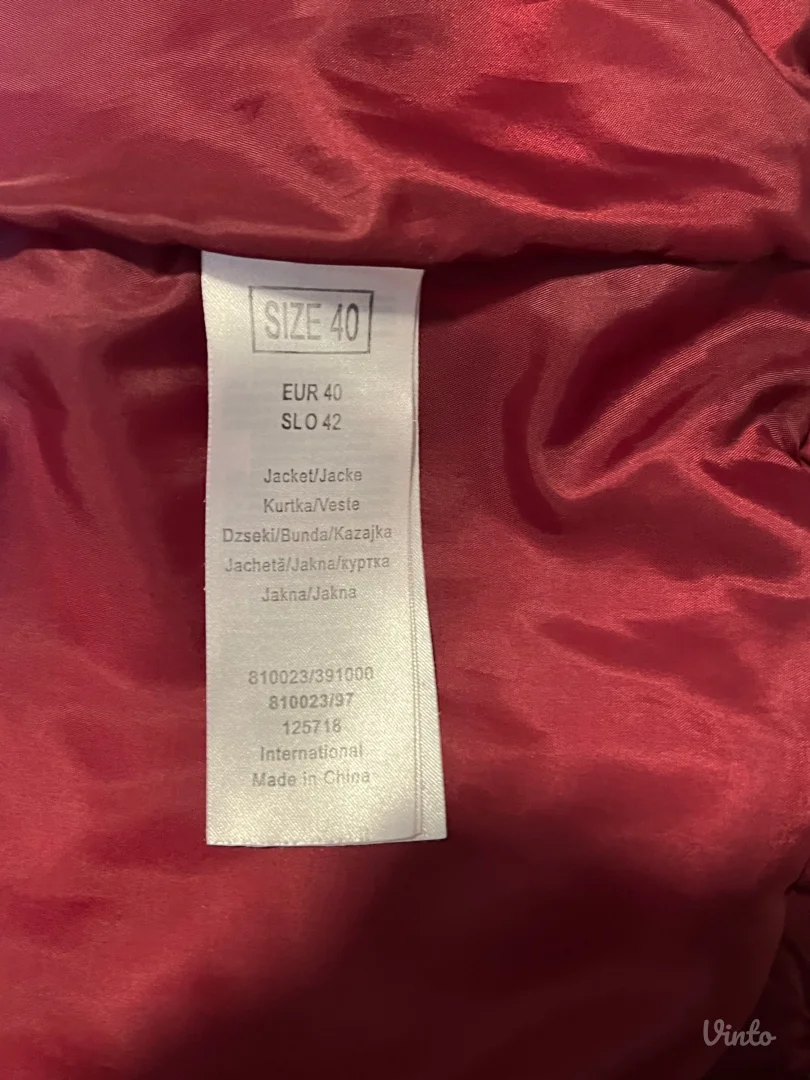 SIZE 40
EUR 40
SLO 42
Jacket/Jacke
Kurtka/Veste
Dzseki/Bunda/Kazajka
Jachetă/Jakna/куртка
Jakna/Jakna
810023/391000
810023/97
125718
International
Made in China
Vinto